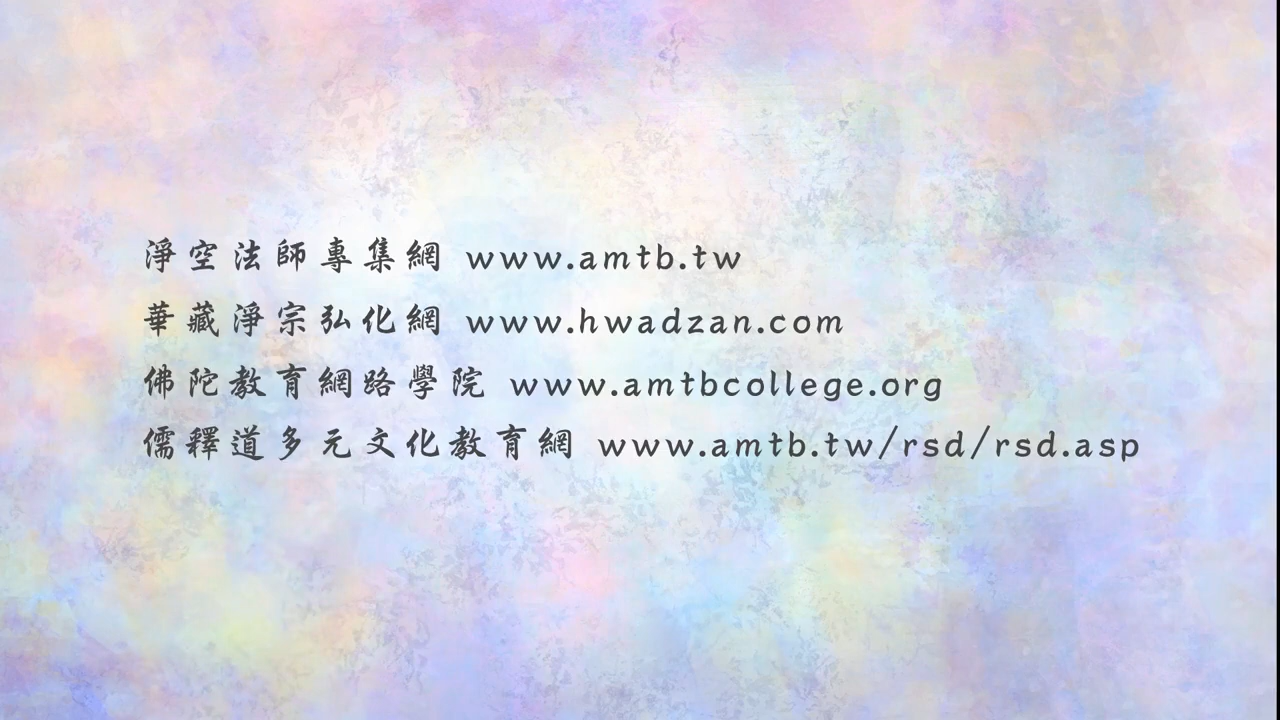 淨空法師專集網 www.amtb.tw
華藏淨宗弘化網 www.hwadzan.com
佛陀教育網路學院 www.amtbcollege.org
儒釋道多元文化教育網 www.amtb.tw/rsd/rsd.asp